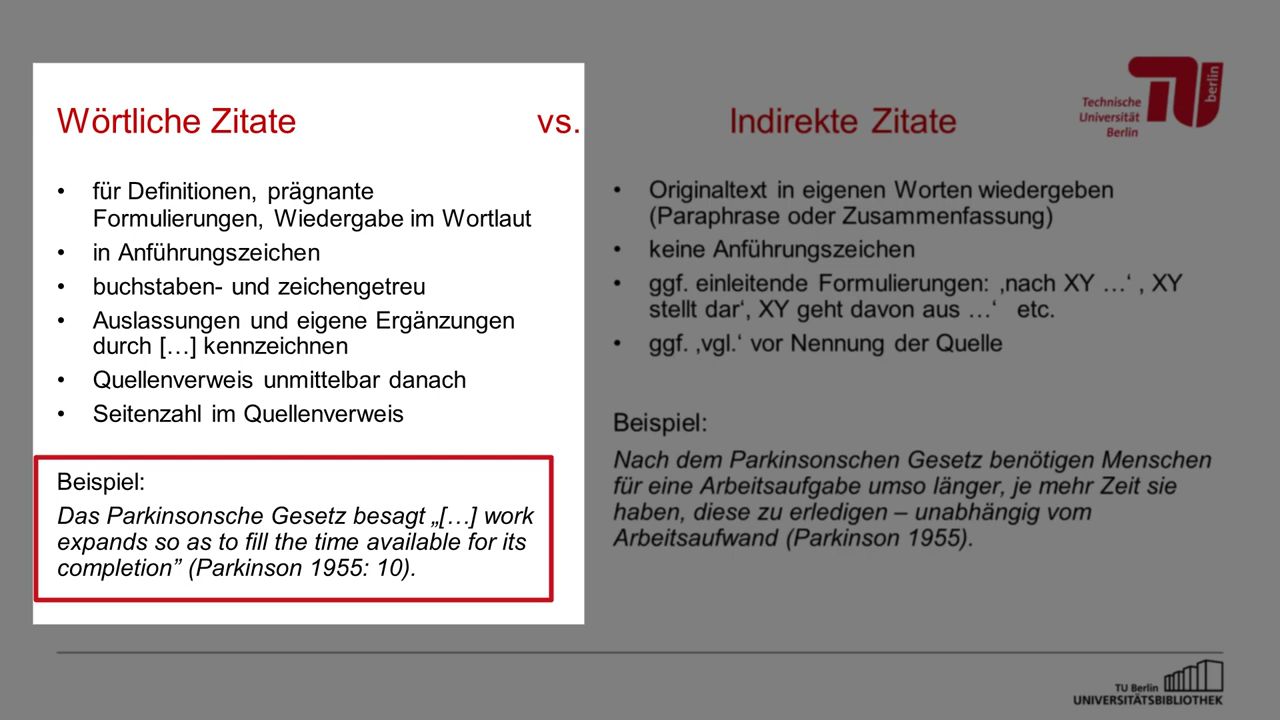 Wörtliche Zitate vs. Indirekte Zitate
Technische
Universität
Berlin
berlin
• für Definitionen, prägnante
Formulierungen, Wiedergabe im Wortlaut
• in Anführungszeichen
• buchstaben- und zeichengetreu
• Auslassungen und eigene Ergänzungen
durch […] kennzeichnen
• Quellenverweis unmittelbar danach
• Seitenzahl im Quellenverweis
Beispiel:
Das Parkinsonsche Gesetz besagt „[…] work
expands so as to fill the time available for its
completion” (Parkinson 1955: 10).
• Originaltext in eigenen Worten wiedergeben
(Paraphrase oder Zusammenfassung)
• keine Anführungszeichen
• ggf. einleitende Formulierungen: ‚nach XY …‘ , XY
stellt dar‘, XY geht davon aus …‘ etc.
• ggf. ‚vgl.‘ vor Nennung der Quelle
Beispiel:
Nach dem Parkinsonschen Gesetz benötigen Menschen
für eine Arbeitsaufgabe umso länger, je mehr Zeit sie
haben, diese zu erledigen – unabhängig vom
Arbeitsaufwand (Parkinson 1955).
TU Berlin
UNIVERSITÄTSBIBLIOTHEK